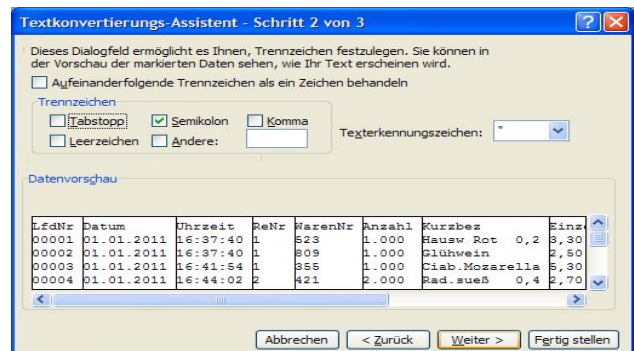 Textkonvertierungs-Assistent - Schritt 2 von 3
Dieses Dialogfeld ermöglicht es Ihnen, Trennzeichen festzulegen. Sie können in
der Vorschau der markierten Daten sehen, wie Ihr Text erscheinen wird.
Aufeinanderfolgende Trennzeichen als ein Zeichen behandeln
Trennzeichen
Tabstopp Semikolon Komma
Leerzeichen Andere:
Texterkennungszeichen: "
Datenvorschau
LfdNr Datum Uhrzeit ReNr WarenNr Anzahl Kurzbez Einz
00001 01.01.2011 16:37:40 1 523 1.000 Hausw Rot 0,2 3,30
00002 01.01.2011 16:37:40 1 809 1.000 Glühwein 2,50
00003 01.01.2011 16:41:54 1 355 1.000 Ciab.Mozarella 5,30
00004 01.01.2011 16:44:02 2 421 2.000 Rad.sueß 0,4 2,70
Abbrechen < Zurück Weiter > Fertig stellen